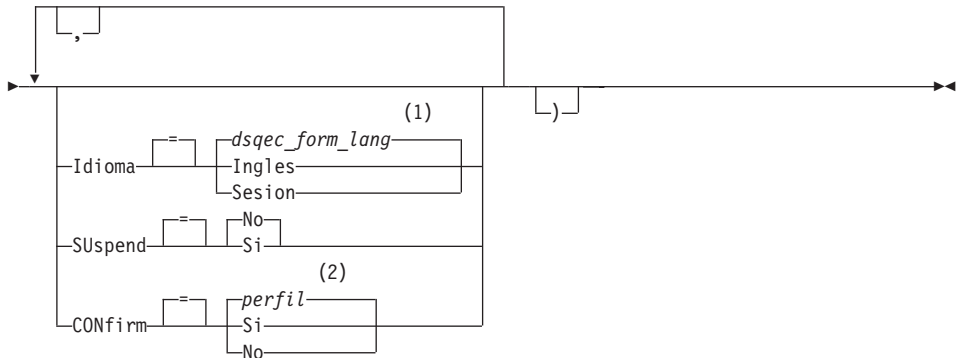 ,
)
(1)
Idioma = dsqec_form_lang
Ingles
Sesion
SUspend = No
Si
(2)
CONfirm = perfil
Si
No